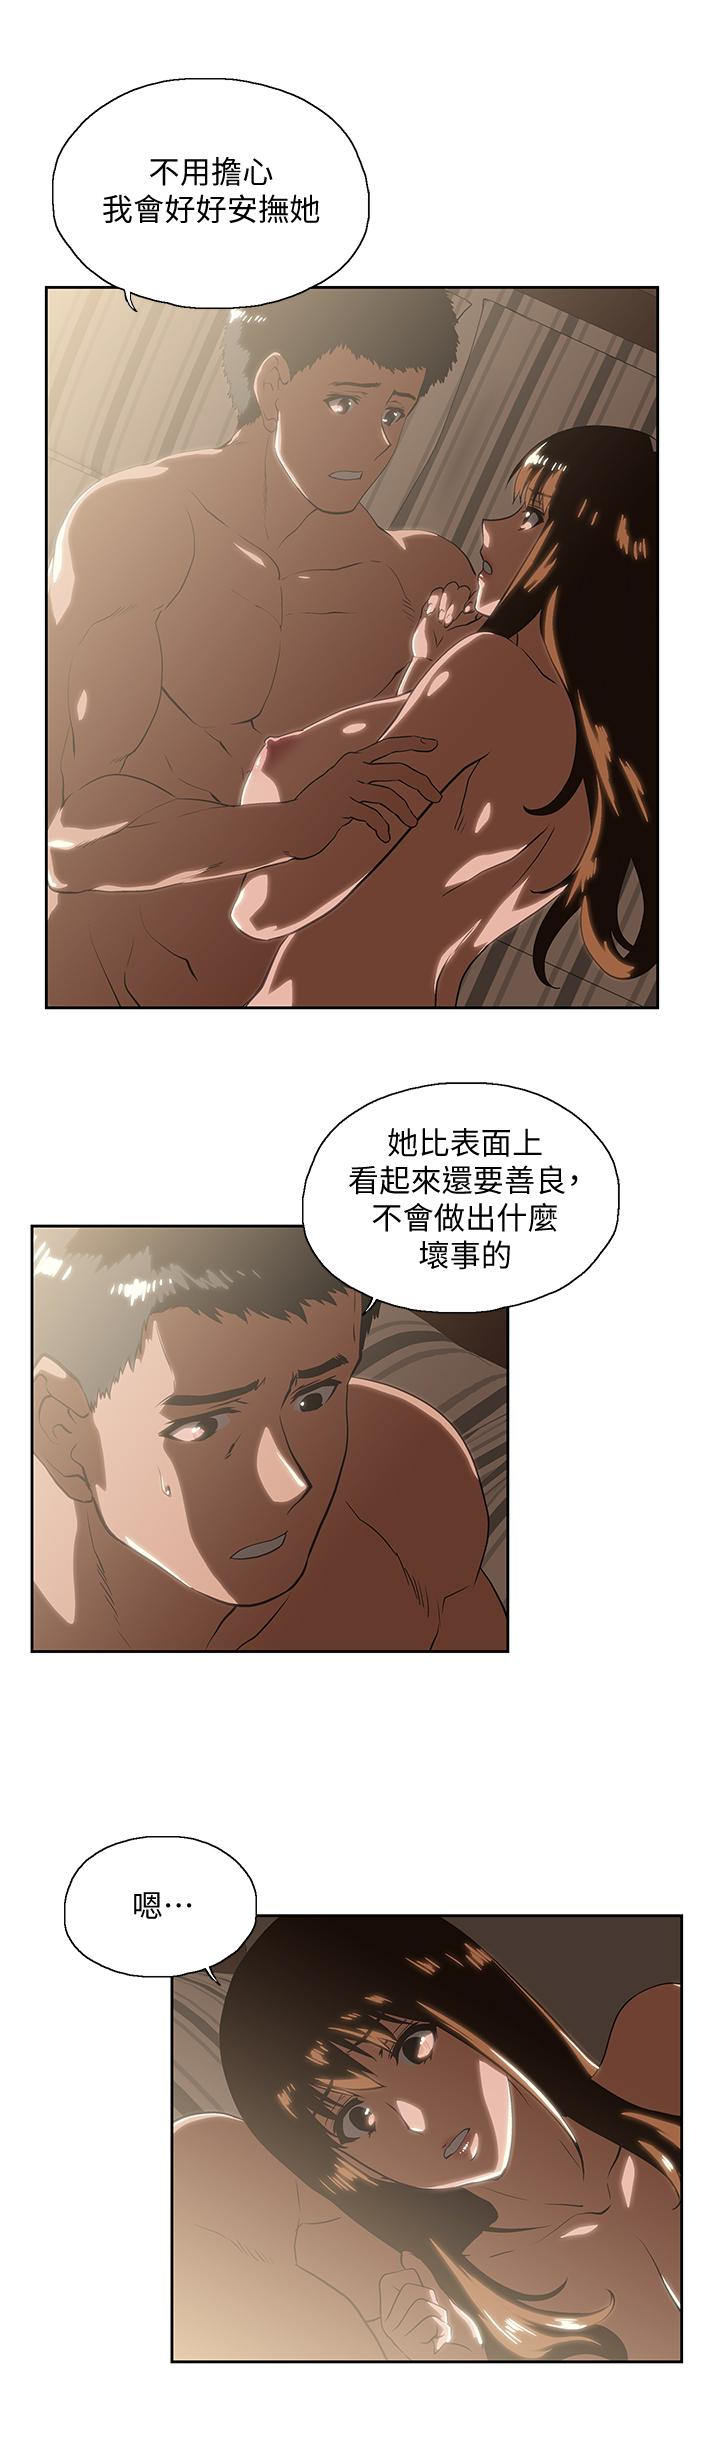 不用擔心
我會好好安撫她
她比表面上
看起來還要善良，
不會做出什麼
壞事的
嗯…